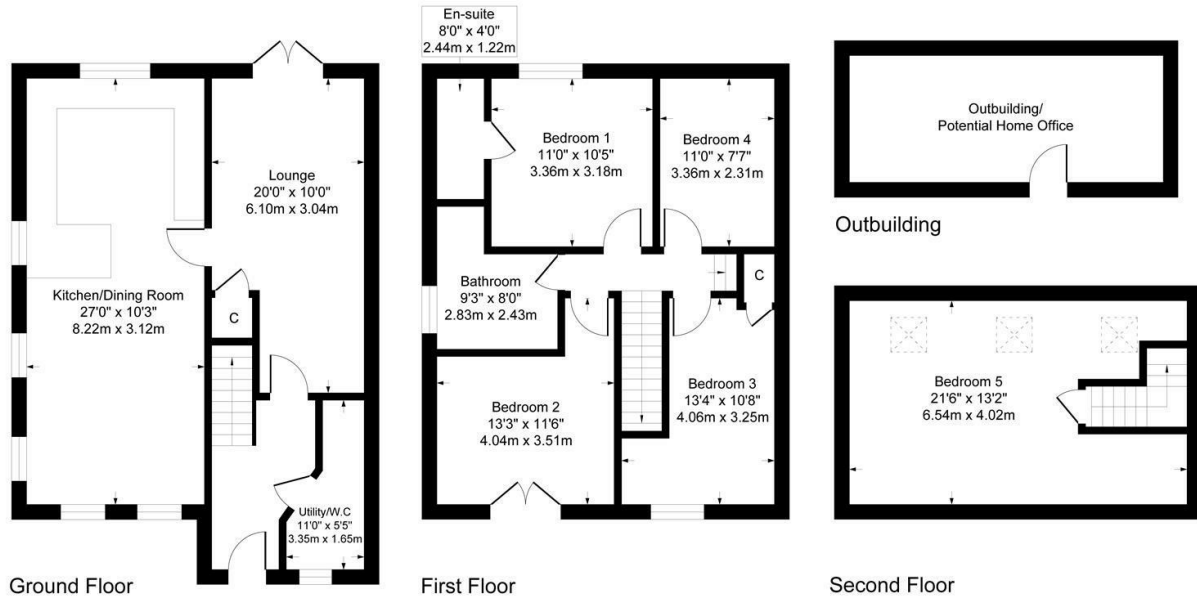 Kitchen/Dining Room
27'0" x 10'3"
8.22m x 3.12m
Lounge
20'0" x 10'0"
6.10m x 3.04m
C
Utility/W.C
11'0" x 5'5"
3.35m x 1.65m
Ground Floor
En-suite
8'0" x 4'0"
2.44m x 1.22m
Bedroom 1
11'0" x 10'5"
3.36m x 3.18m
Bedroom 4
11'0" x 7'7"
3.36m x 2.31m
Bathroom
9'3" x 8'0"
2.83m x 2.43m
C
Bedroom 2
13'3" x 11'6"
4.04m x 3.51m
Bedroom 3
13'4" x 10'8"
4.06m x 3.25m
First Floor
Outbuilding/
Potential Home Office
Outbuilding
Bedroom 5
21'6" x 13'2"
6.54m x 4.02m
Second Floor